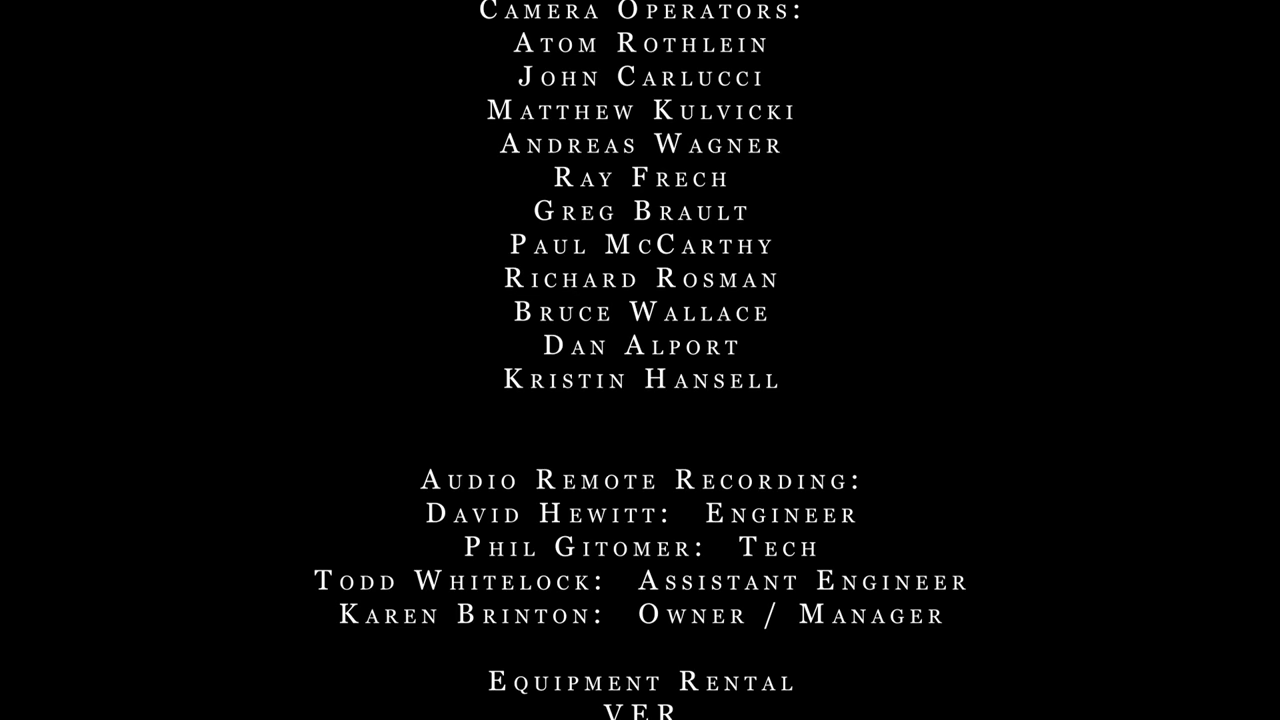 CAMERA OPERATORS:
ATOM ROTHLEIN
JOHN CARLUCCI
MATTHEW KULVICKI
ANDREAS WAGNER
RAY FRECH
GREG BRAULT
PAUL MCCARTHY
RICHARD ROSMAN
BRUCE WALLACE
DAN ALPORT
KRISTIN HANSELL
AUDIO REMOTE RECORDING:
DAVID HEWITT: ENGINEER
PHIL GITOMER: TECH
TODD WHITELOCK: ASSISTANT ENGINEER
KAREN BRINTON: OWNER / MANAGER
EQUIPMENT RENTAL
VER